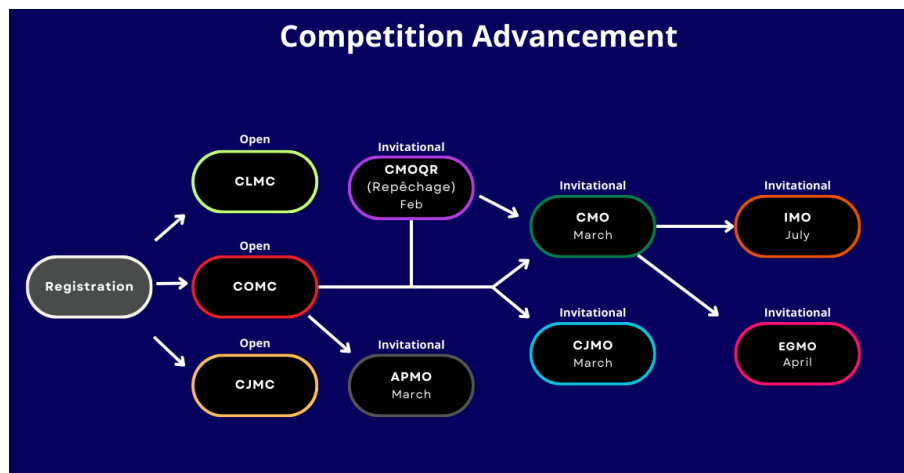 Competition Advancement
Open
CLMC
Invitational
CMOQR
(Repêchage)
Feb
Invitational
CMO
March
Invitational
IMO
July
Registration
Open
COMC
Open
CJMC
Invitational
APMO
March
Invitational
CJMO
March
Invitational
EGMO
April